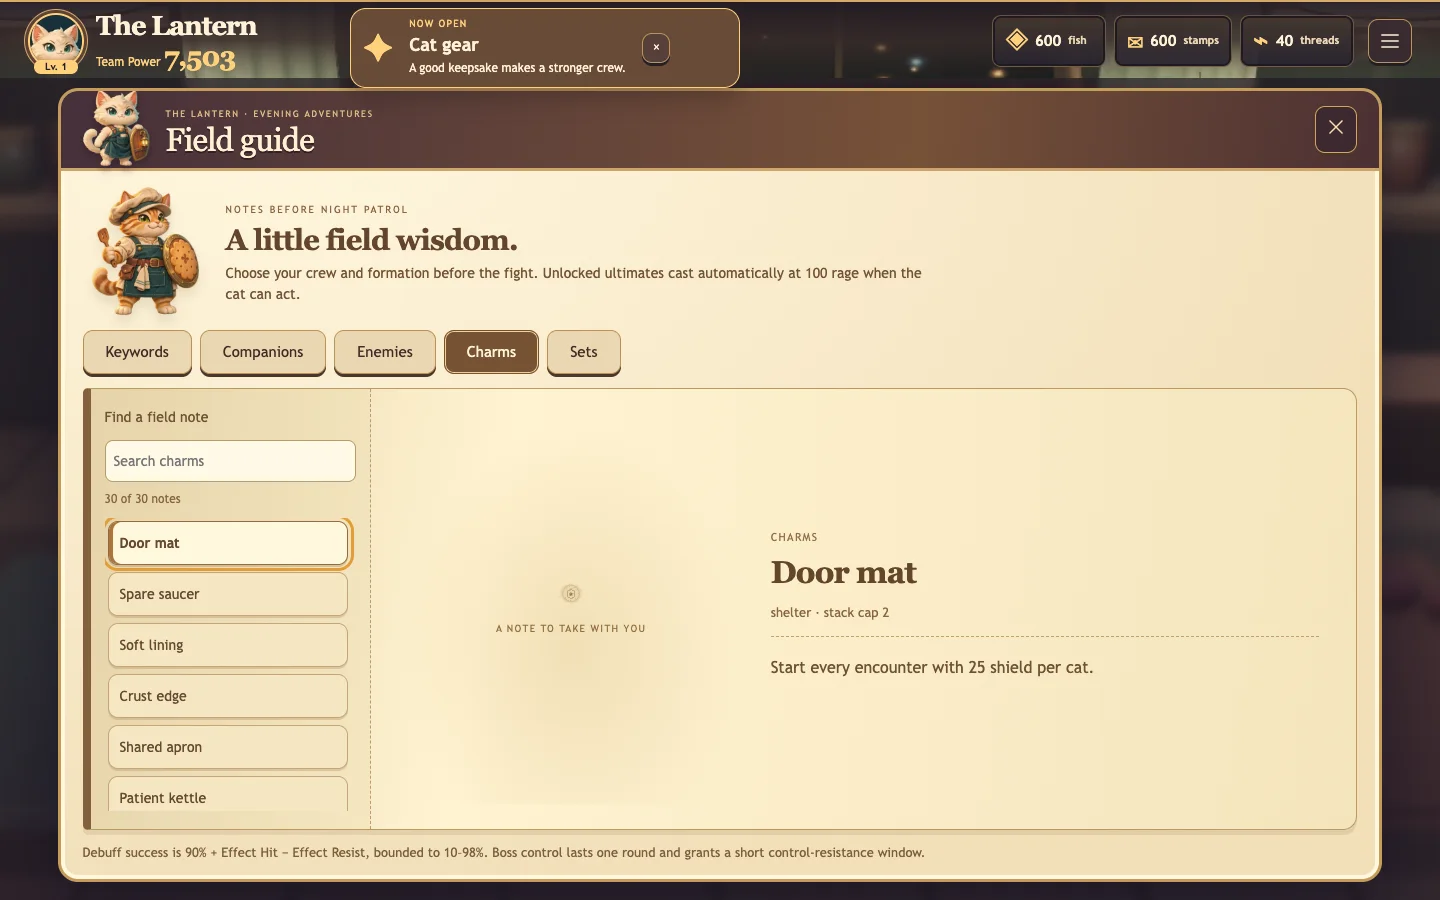 The Lantern
Lv. 1
Team Power 7,503
NOW OPEN
Cat gear
A good keepsake makes a stronger crew.
×
600 fish
600 stamps
40 threads
THE LANTERN · EVENING ADVENTURES
Field guide
NOTES BEFORE NIGHT PATROL
A little field wisdom.
Choose your crew and formation before the fight. Unlocked ultimates cast automatically at 100 rage when the
cat can act.
Keywords
Companions
Enemies
Charms
Sets
Find a field note
Search charms
30 of 30 notes
Door mat
Spare saucer
Soft lining
Crust edge
Shared apron
Patient kettle
A NOTE TO TAKE WITH YOU
CHARMS
Door mat
shelter · stack cap 2
Start every encounter with 25 shield per cat.
Debuff success is 90% + Effect Hit − Effect Resist, bounded to 10–98%. Boss control lasts one round and grants a short control-resistance window.